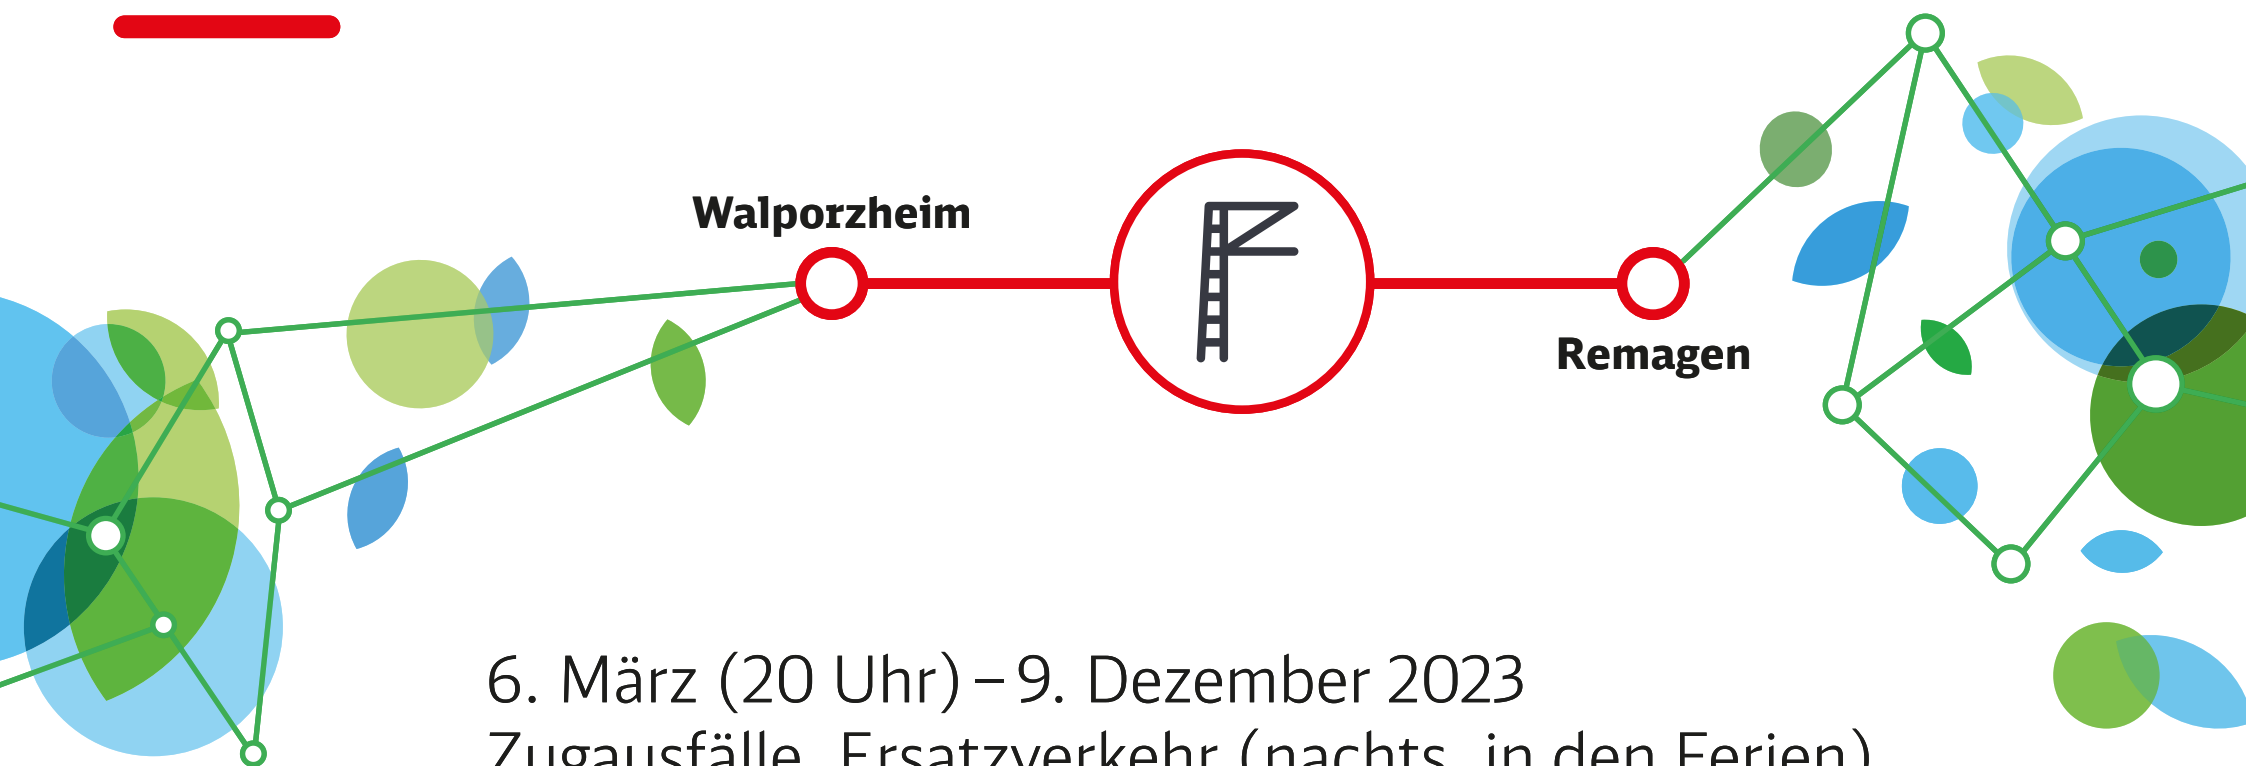 Walporzheim
Remagen
6. März (20 Uhr) – 9. Dezember 2023
Zugausfälle, Ersatzverkehr (nachts, in den Ferien)